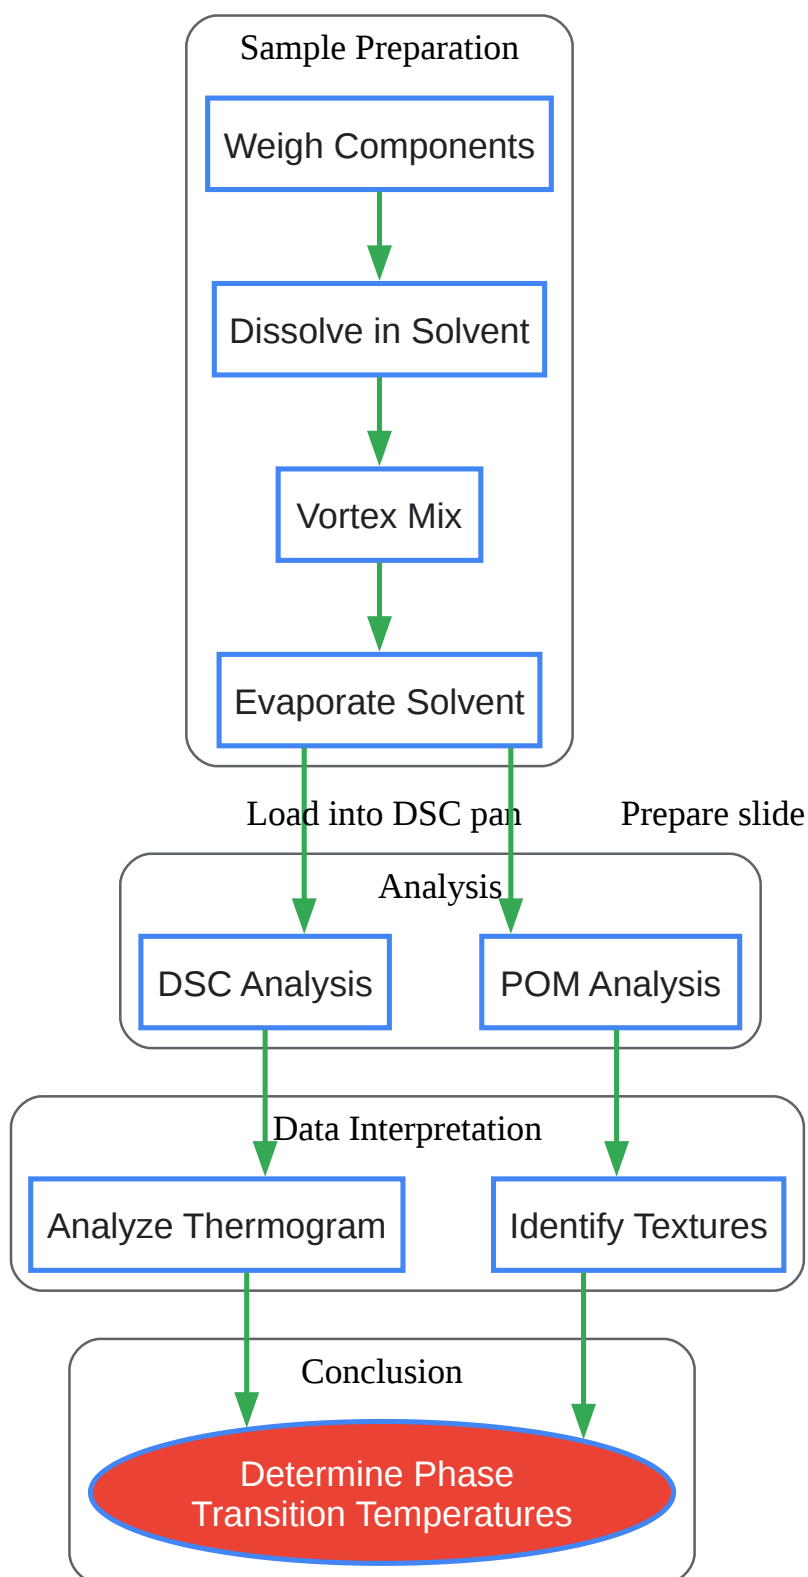 Sample Preparation
Weigh Components
Dissolve in Solvent
Vortex Mix
Evaporate Solvent
Load into DSC pan
Prepare slide
Analysis
DSC Analysis
POM Analysis
Data Interpretation
Analyze Thermogram
Identify Textures
Conclusion
Determine Phase
Transition Temperatures